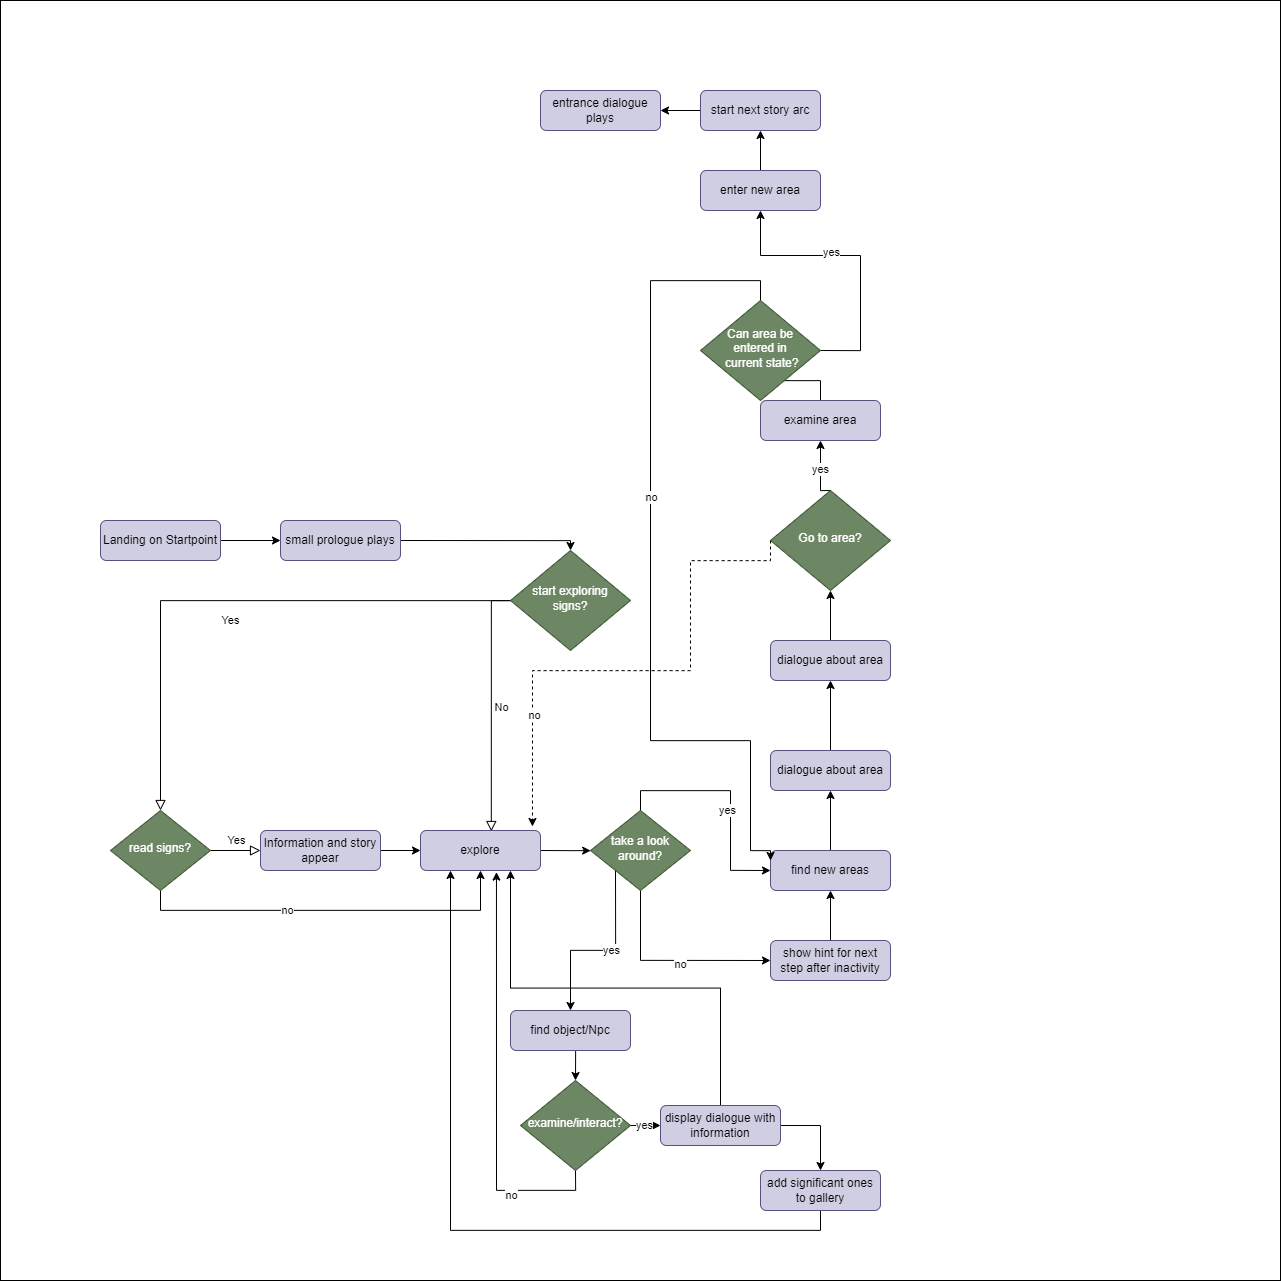 entrance dialogue
plays
start next story arc
enter new area
yes
Can area be
entered in
current state?
examine area
no
yes
Landing on Startpoint
small prologue plays
Go to area?
start exploring
signs?
Yes
dialogue about area
No
no
dialogue about area
yes
read signs?
Yes
Information and story
appear
explore
take a look
around?
find new areas
no
yes
no
show hint for next
step after inactivity
find object/Npc
examine/interact?
yes
display dialogue with
information
no
add significant ones
to gallery